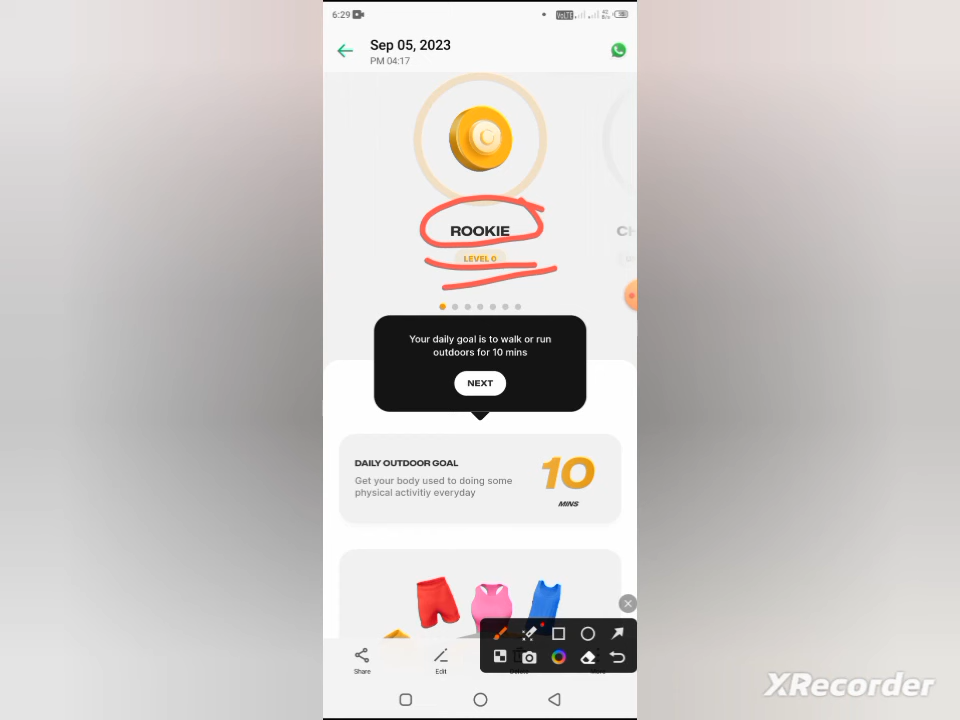 6:29
VoLTE
Sep 05, 2023
PM 04:17
ROOKIE
LEVEL 0
Your daily goal is to walk or run
outdoors for 10 mins
NEXT
DAILY OUTDOOR GOAL
Get your body used to doing some
physical activitiy everyday
10
MINS
Share
Edit
XRecorder